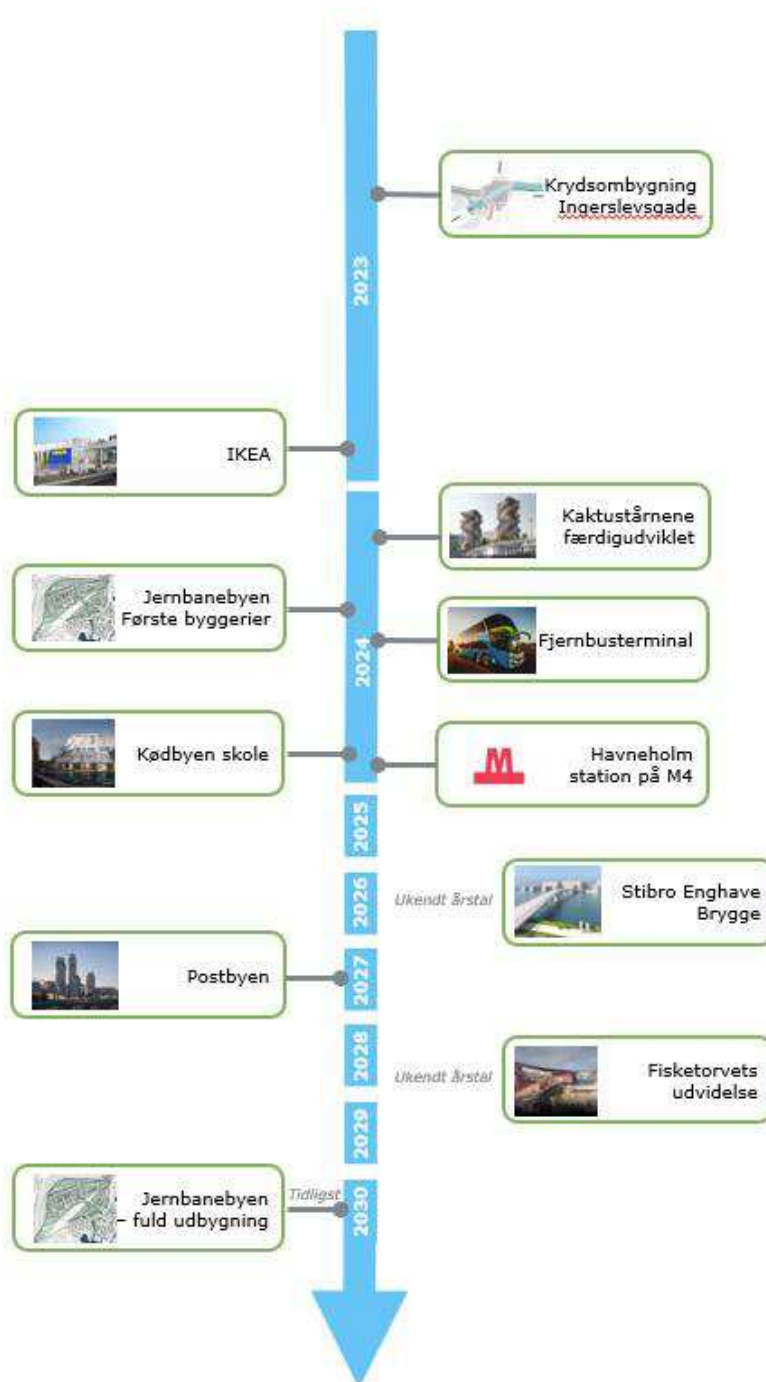 Krydsombygning
Ingerslevsgade
2023
IKEA
Kaktustårnene
færdigudviklet
Jernbanebyen
Første byggerier
Fjernbusterminal
2024
Kødbyen skole
M
Havneholm
station på M4
2025
2026
Ukendt årstal
Stibro Enghave
Brygge
Postbyen
2027
2028
Ukendt årstal
Fisketorvets
udvidelse
2029
Jernbanebyen
– fuld udbygning
Tidligst
2030